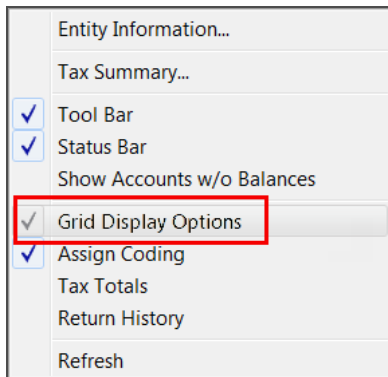 Entity Information...
Tax Summary...
Tool Bar
Status Bar
Show Accounts w/o Balances
Grid Display Options
Assign Coding
Tax Totals
Return History
Refresh